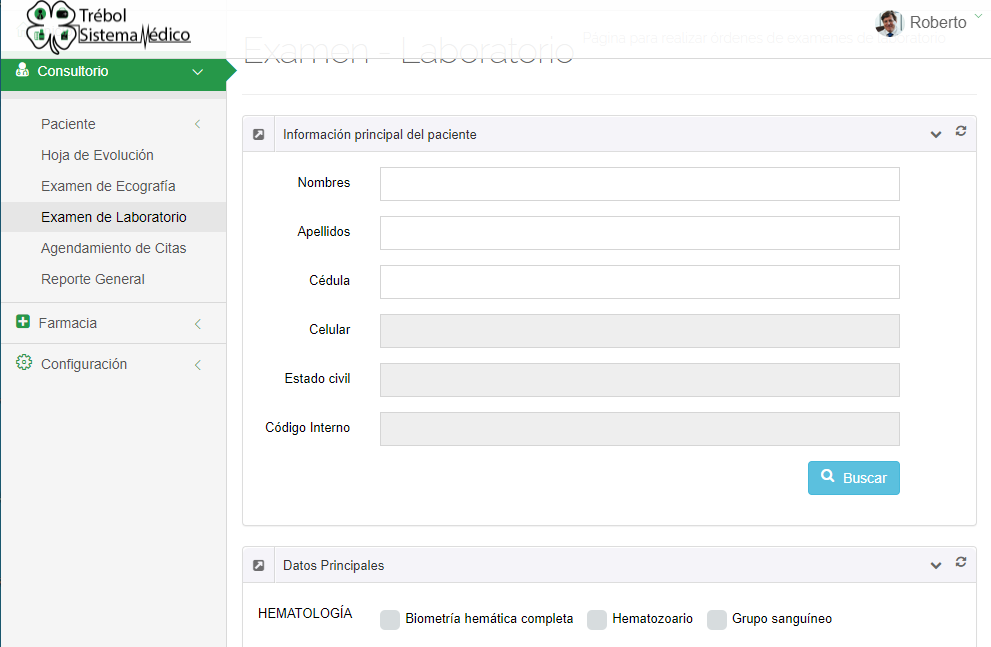 Trébol
Sistema Médico
Roberto
Examen - Laboratorio
Página para realizar órdenes de exámenes de laboratorio
Consultorio
Paciente
Hoja de Evolución
Examen de Ecografía
Examen de Laboratorio
Agendamiento de Citas
Reporte General
Farmacia
Configuración
Información principal del paciente
Nombres
Apellidos
Cédula
Celular
Estado civil
Código Interno
Buscar
Datos Principales
HEMATOLOGÍA
Biometría hemática completa Hematozoario Grupo sanguíneo